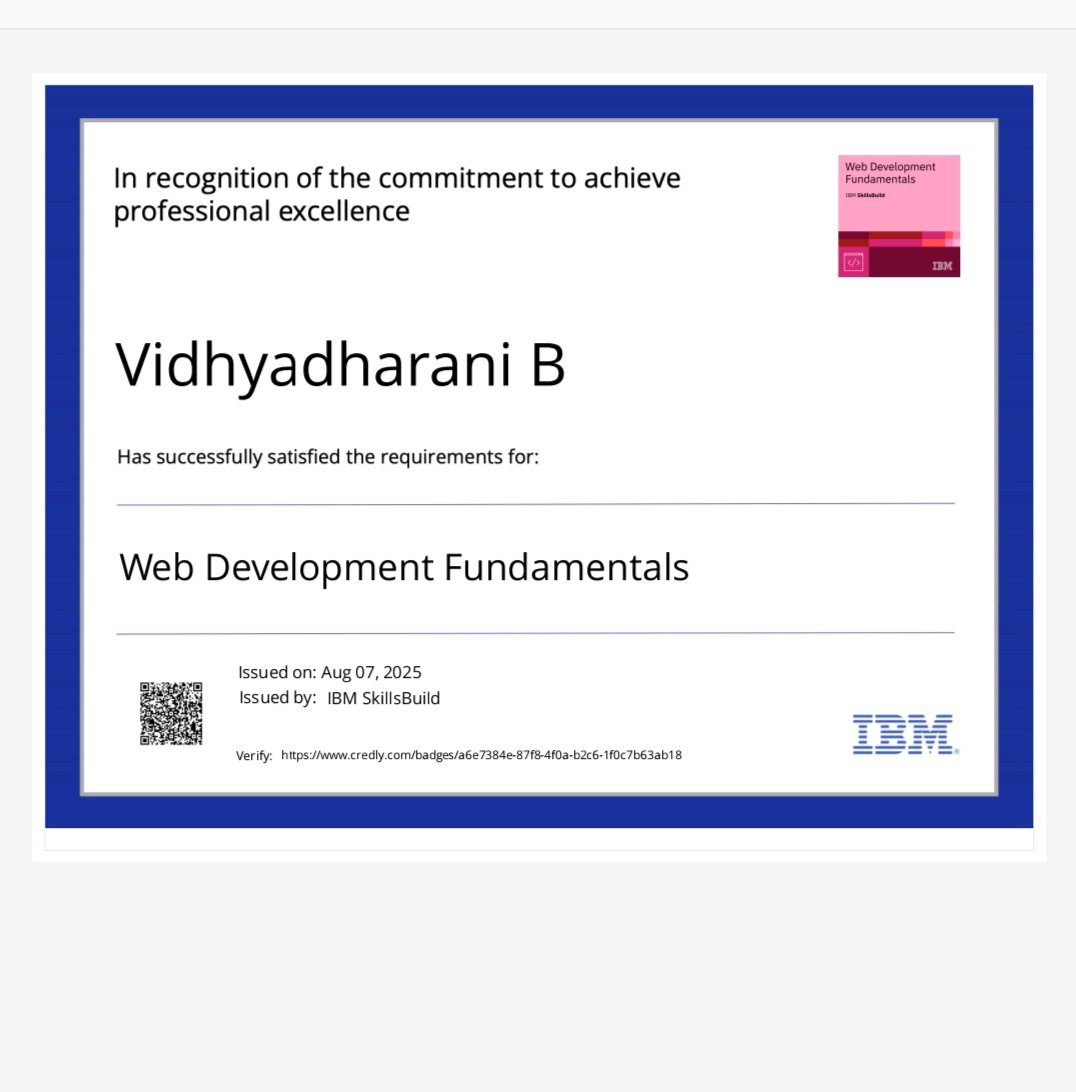 In recognition of the commitment to achieve
professional excellence
Web Development
Fundamentals
IBM SkillsBuild
</>
IBM
Vidhyadharani B
Has successfully satisfied the requirements for:
Web Development Fundamentals
Issued on: Aug 07, 2025
Issued by: IBM SkillsBuild
Verify: https://www.credly.com/badges/a6e7384e-87f8-4f0a-b2c6-1f0c7b63ab18
IBM®